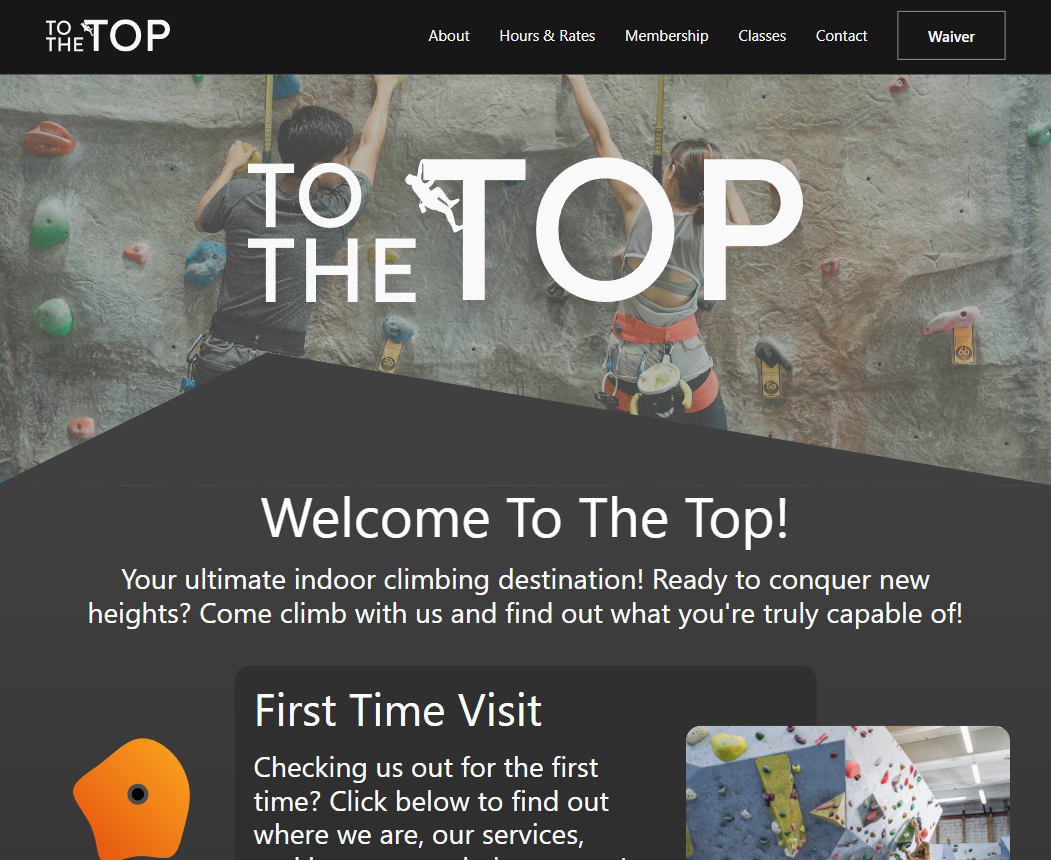 TO THE TOP
About
Hours & Rates
Membership
Classes
Contact
Waiver
TO
THE TOP
5b
5a
6b
Welcome To The Top!
Your ultimate indoor climbing destination! Ready to conquer new
heights? Come climb with us and find out what you're truly capable of!
First Time Visit
Checking us out for the first
time? Click below to find out
where we are, our services,